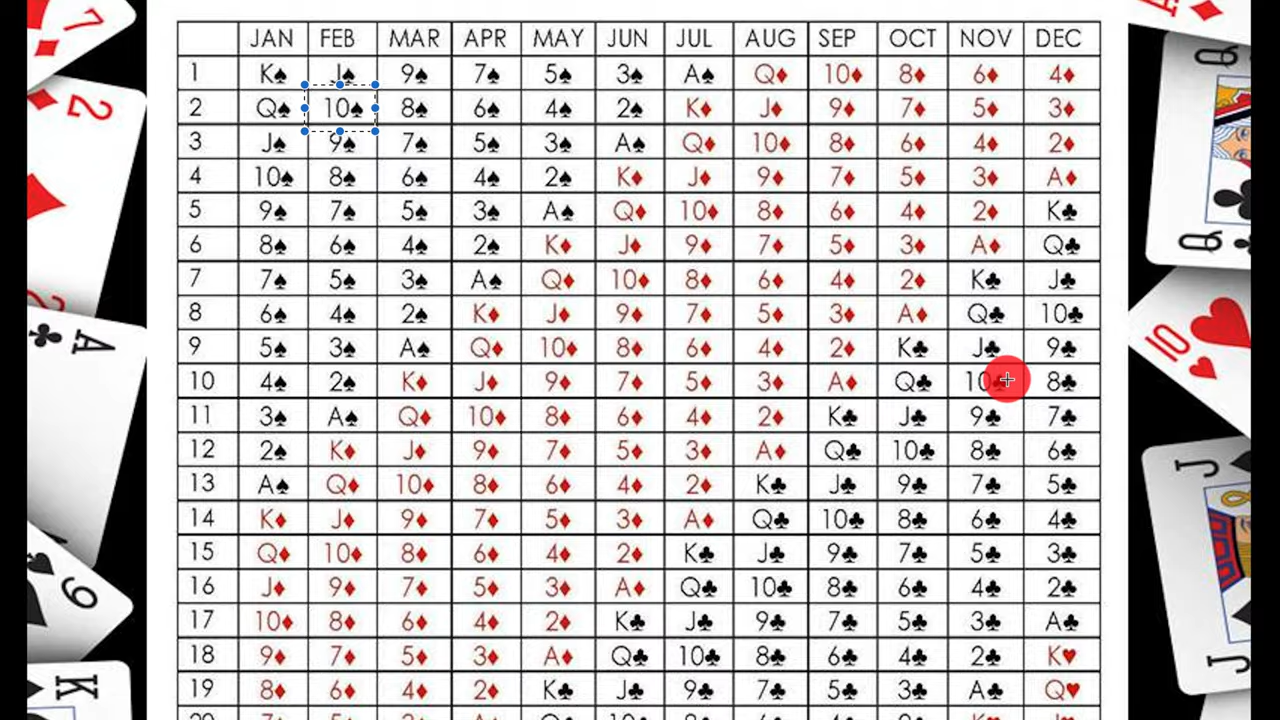 JAN FEB MAR APR MAY JUN JUL AUG SEP OCT NOV DEC
1 K♠ J♠ 9♠ 7♠ 5♠ 3♠ A♠ Q♦ 10♦ 8♦ 6♦ 4♦
2 Q♠ 10♠ 8♠ 6♠ 4♠ 2♠ K♦ J♦ 9♦ 7♦ 5♦ 3♦
3 J♠ 9♠ 7♠ 5♠ 3♠ A♠ Q♦ 10♦ 8♦ 6♦ 4♦ 2♦
4 10♠ 8♠ 6♠ 4♠ 2♠ K♦ J♦ 9♦ 7♦ 5♦ 3♦ A♦
5 9♠ 7♠ 5♠ 3♠ A♠ Q♦ 10♦ 8♦ 6♦ 4♦ 2♦ K♣
6 8♠ 6♠ 4♠ 2♠ K♦ J♦ 9♦ 7♦ 5♦ 3♦ A♦ Q♣
7 7♠ 5♠ 3♠ A♠ Q♦ 10♦ 8♦ 6♦ 4♦ 2♦ K♣ J♣
8 6♠ 4♠ 2♠ K♦ J♦ 9♦ 7♦ 5♦ 3♦ A♦ Q♣ 10♣
9 5♠ 3♠ A♠ Q♦ 10♦ 8♦ 6♦ 4♦ 2♦ K♣ J♣ 9♣
10 4♠ 2♠ K♦ J♦ 9♦ 7♦ 5♦ 3♦ A♦ Q♣ 10♣ 8♣
11 3♠ A♠ Q♦ 10♦ 8♦ 6♦ 4♦ 2♦ K♣ J♣ 9♣ 7♣
12 2♠ K♦ J♦ 9♦ 7♦ 5♦ 3♦ A♦ Q♣ 10♣ 8♣ 6♣
13 A♠ Q♦ 10♦ 8♦ 6♦ 4♦ 2♦ K♣ J♣ 9♣ 7♣ 5♣
14 K♦ J♦ 9♦ 7♦ 5♦ 3♦ A♦ Q♣ 10♣ 8♣ 6♣ 4♣
15 Q♦ 10♦ 8♦ 6♦ 4♦ 2♦ K♣ J♣ 9♣ 7♣ 5♣ 3♣
16 J♦ 9♦ 7♦ 5♦ 3♦ A♦ Q♣ 10♣ 8♣ 6♣ 4♣ 2♣
17 10♦ 8♦ 6♦ 4♦ 2♦ K♣ J♣ 9♣ 7♣ 5♣ 3♣ A♣
18 9♦ 7♦ 5♦ 3♦ A♦ Q♣ 10♣ 8♣ 6♣ 4♣ 2♣ K♥
19 8♦ 6♦ 4♦ 2♦ K♣ J♣ 9♣ 7♣ 5♣ 3♣ A♣ Q♥
7
2
2
A
9
K
Q
Q
10
J
J